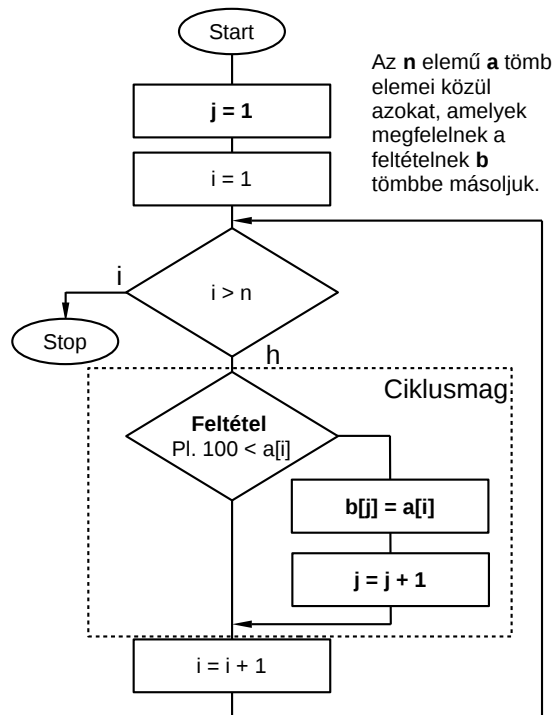 Start
Az n elemű a tömb
elemei közül
azokat, amelyek
megfelelnek a
feltételnek b
tömbbe másoljuk.
j = 1
i = 1
i
i > n
Stop
h
Ciklusmag
Feltétel
Pl. 100 < a[i]
b[j] = a[i]
j = j + 1
i = i + 1